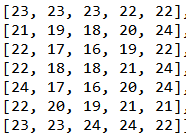 [23, 23, 23, 22, 22],
[21, 19, 18, 20, 24],
[22, 17, 16, 19, 22],
[22, 18, 18, 21, 24],
[24, 17, 16, 20, 24],
[22, 20, 19, 21, 21],
[23, 23, 24, 24, 22],